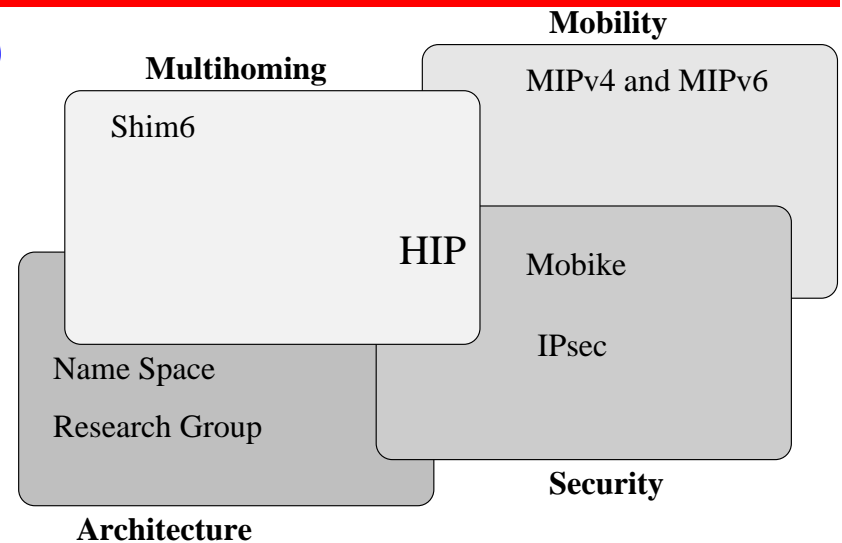 Mobility
Multihoming
MIPv4 and MIPv6
Shim6
HIP
Mobike
IPsec
Name Space
Research Group
Security
Architecture